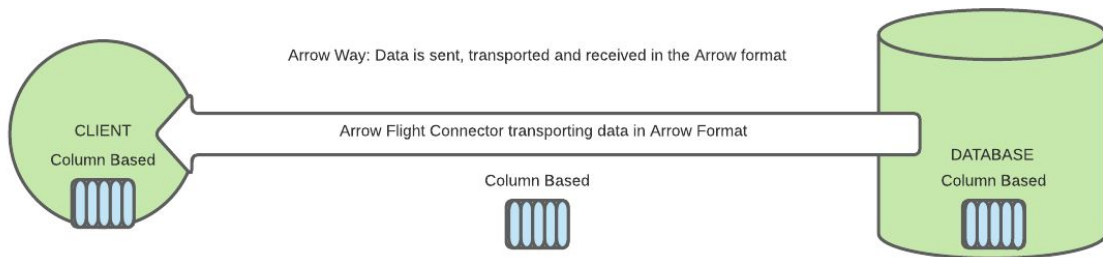 Arrow Way: Data is sent, transported and received in the Arrow format
CLIENT
Column Based
Arrow Flight Connector transporting data in Arrow Format
Column Based
DATABASE
Column Based